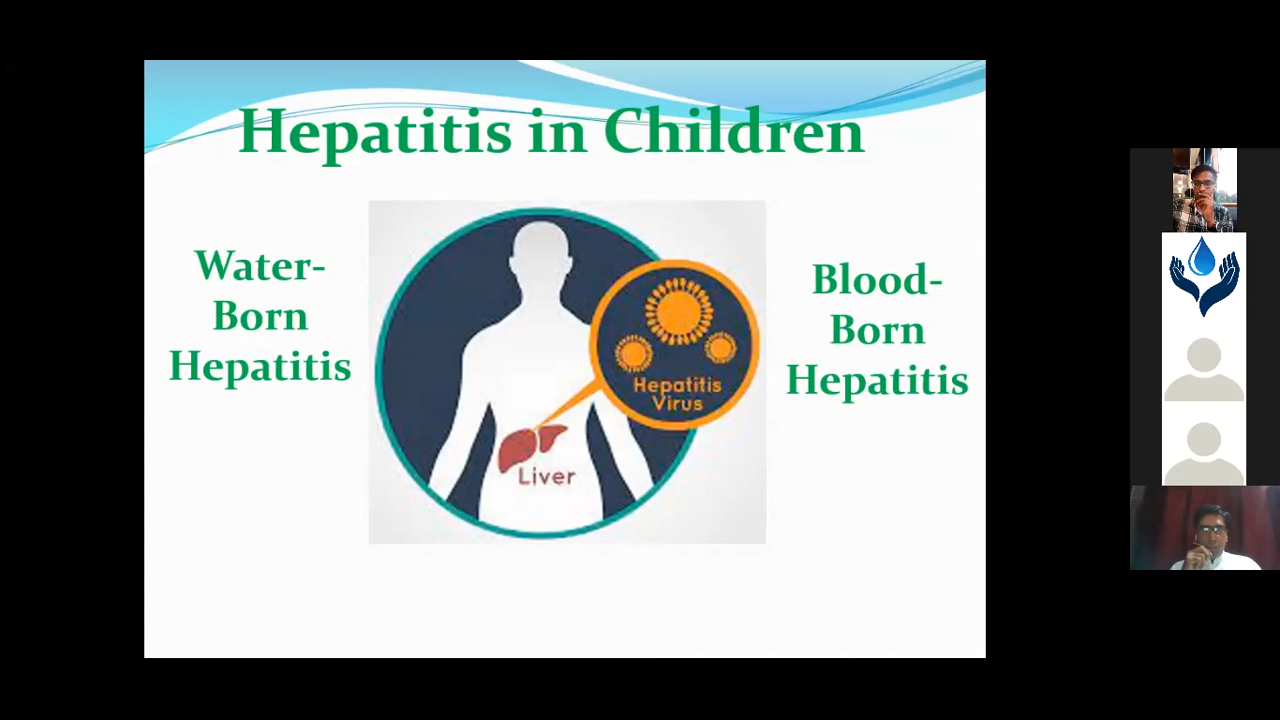 Hepatitis in Children
Water-
Born
Hepatitis
Blood-
Born
Hepatitis
Hepatitis
Virus
Liver